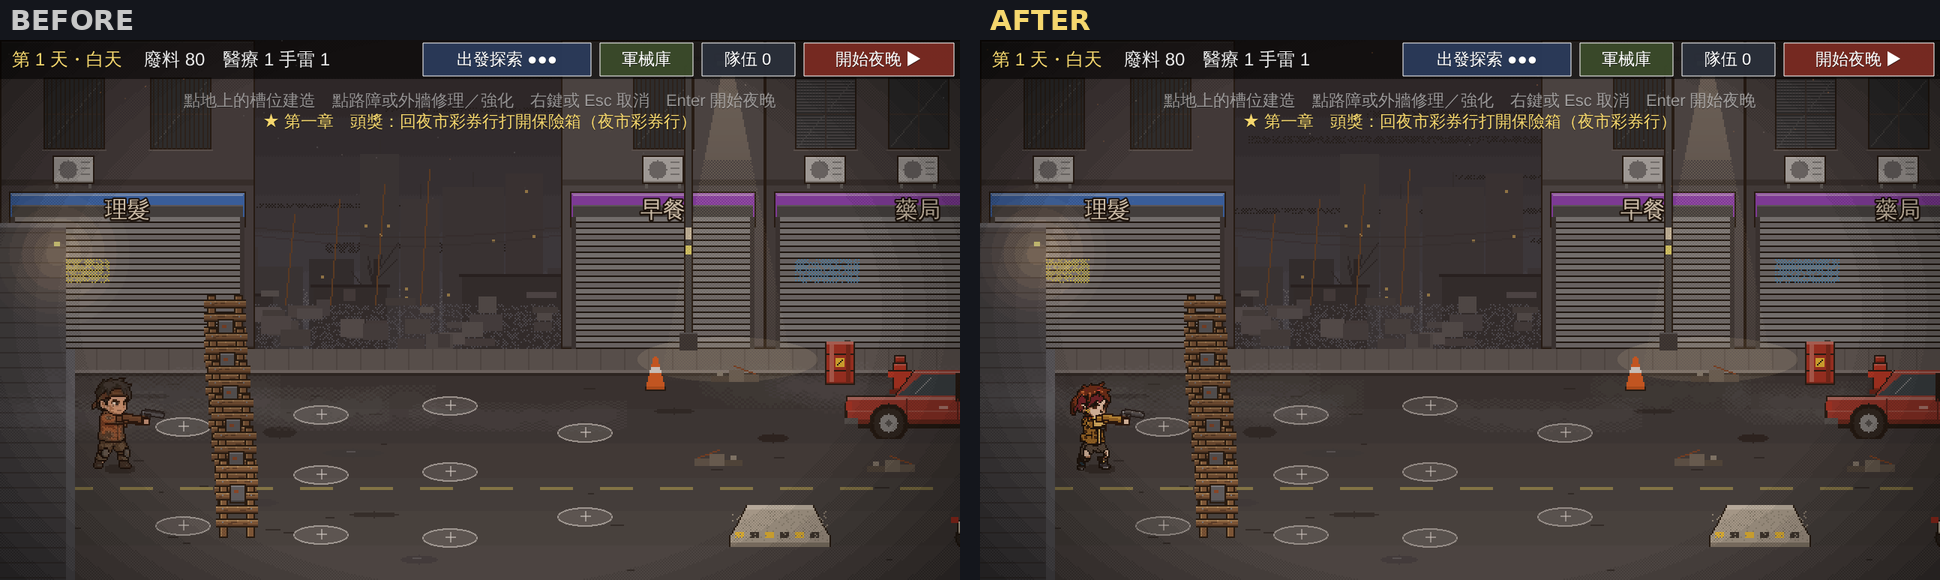 BEFORE
第 1 天・白天 廢料 80 醫療 1 手雷 1 出發探索 ●●● 軍械庫 隊伍 0 開始夜晚 ▶
點地上的槽位建造 點路障或外牆修理／強化 右鍵或 Esc 取消 Enter 開始夜晚
★ 第一章 頭獎：回夜市彩券行打開保險箱（夜市彩券行）
理髮 早餐 藥局
AFTER
第 1 天・白天 廢料 80 醫療 1 手雷 1 出發探索 ●●● 軍械庫 隊伍 0 開始夜晚 ▶
點地上的槽位建造 點路障或外牆修理／強化 右鍵或 Esc 取消 Enter 開始夜晚
★ 第一章 頭獎：回夜市彩券行打開保險箱（夜市彩券行）
理髮 早餐 藥局